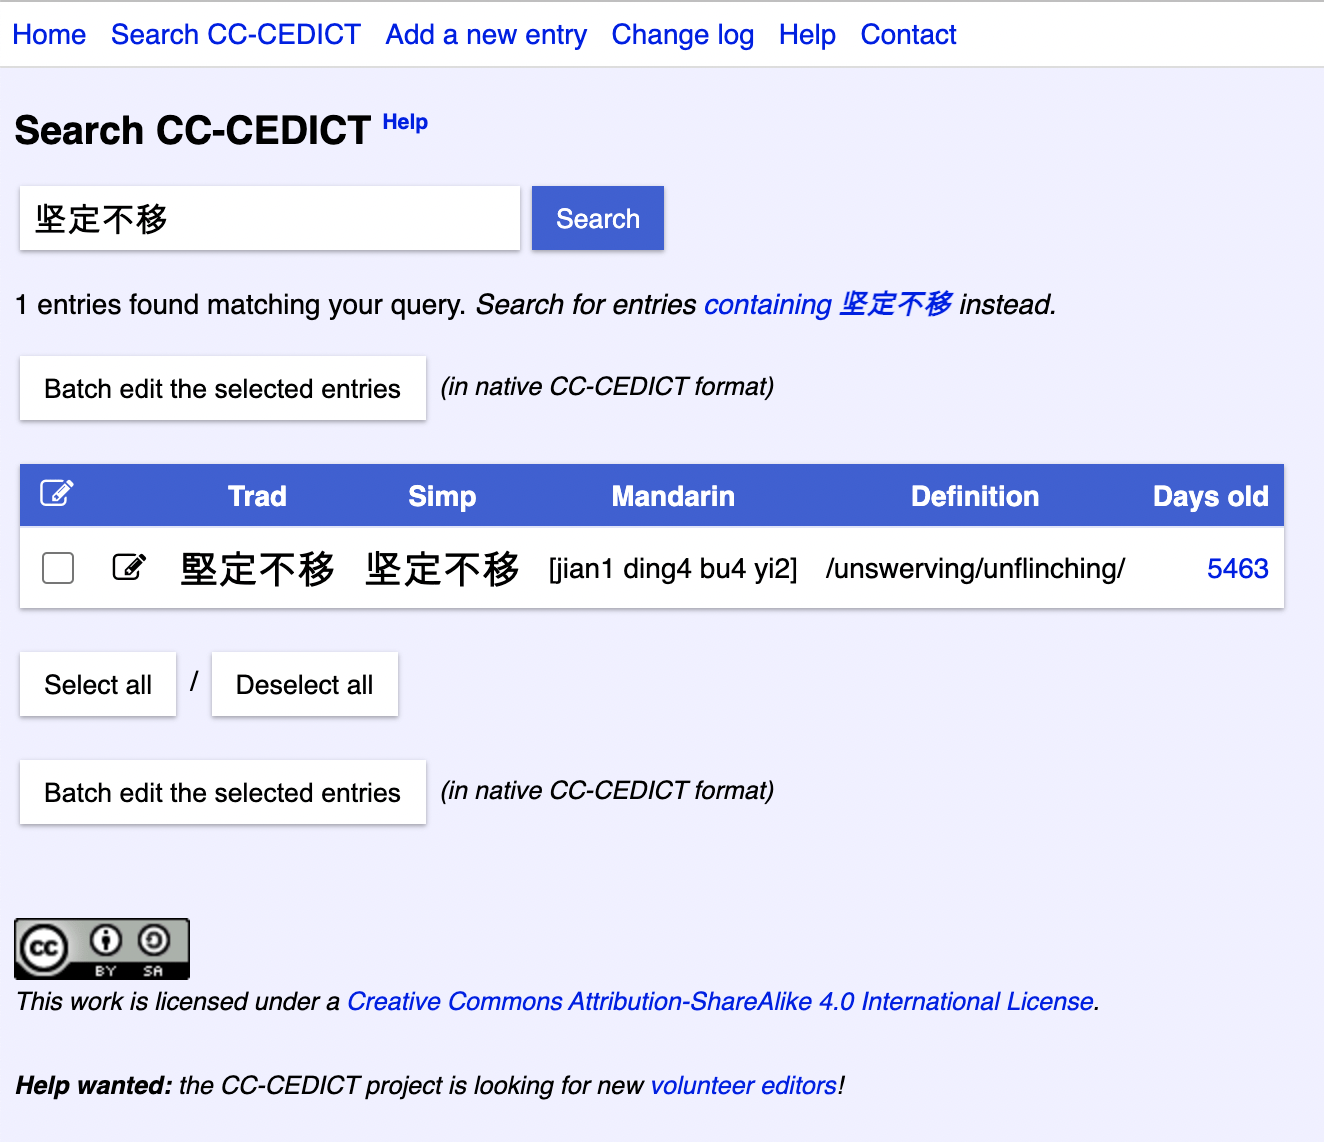 Home Search CC-CEDICT Add a new entry Change log Help Contact
Search CC-CEDICT Help
坚定不移 Search
1 entries found matching your query. Search for entries containing 坚定不移 instead.
Batch edit the selected entries (in native CC-CEDICT format)
Trad Simp Mandarin Definition Days old
堅定不移 坚定不移 [jian1 ding4 bu4 yi2] /unswerving/unflinching/ 5463
Select all / Deselect all
Batch edit the selected entries (in native CC-CEDICT format)
cc BY SA
This work is licensed under a Creative Commons Attribution-ShareAlike 4.0 International License.
Help wanted: the CC-CEDICT project is looking for new volunteer editors!